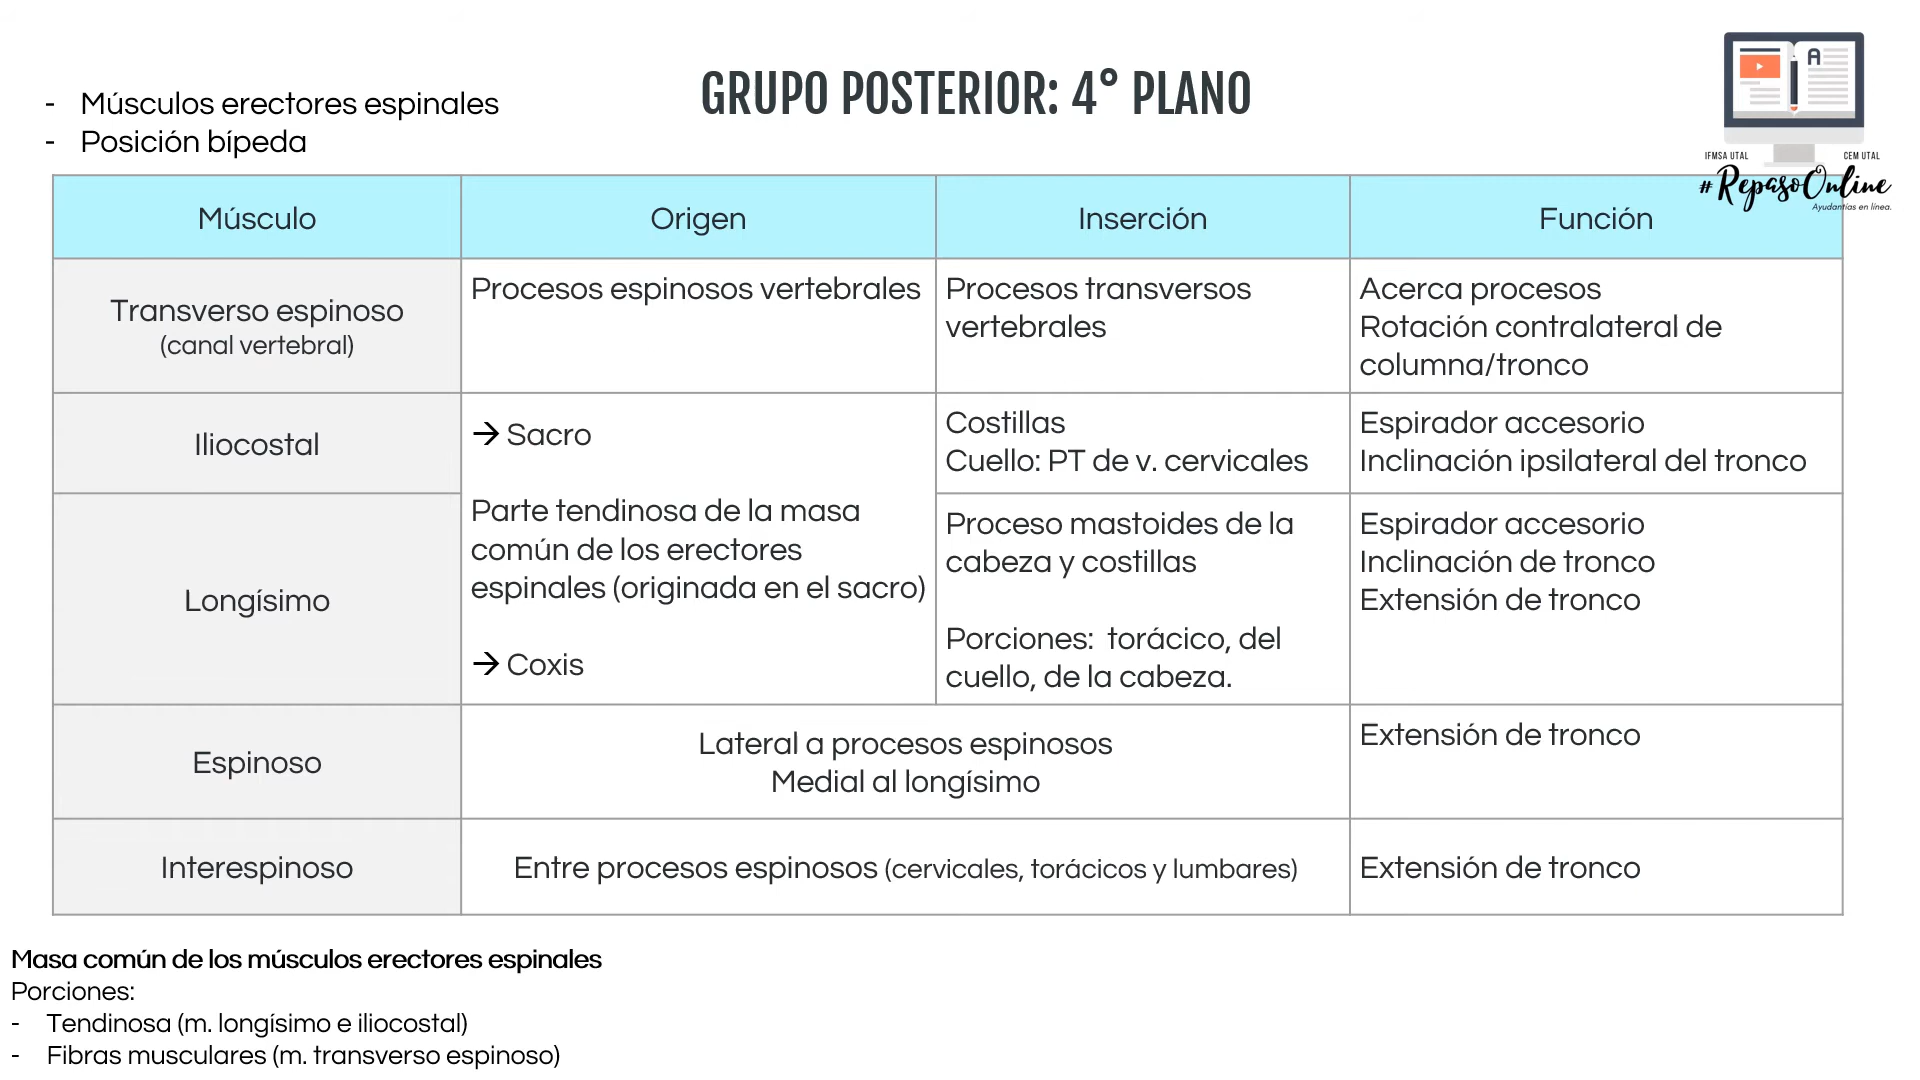 - Músculos erectores espinales
- Posición bípeda
GRUPO POSTERIOR: 4° PLANO
A
IFMSA UTAL
CEM UTAL
#RepasoOnline
Ayudantías en línea.
Músculo
Origen
Inserción
Función
Transverso espinoso
(canal vertebral)
Procesos espinosos vertebrales
Procesos transversos
vertebrales
Acerca procesos
Rotación contralateral de
columna/tronco
Iliocostal
→ Sacro
Parte tendinosa de la masa
común de los erectores
espinales (originada en el sacro)
→ Coxis
Costillas
Cuello: PT de v. cervicales
Espirador accesorio
Inclinación ipsilateral del tronco
Longísimo
Proceso mastoides de la
cabeza y costillas
Porciones: torácico, del
cuello, de la cabeza.
Espirador accesorio
Inclinación de tronco
Extensión de tronco
Espinoso
Lateral a procesos espinosos
Medial al longísimo
Extensión de tronco
Interespinoso
Entre procesos espinosos (cervicales, torácicos y lumbares)
Extensión de tronco
Masa común de los músculos erectores espinales
Porciones:
- Tendinosa (m. longísimo e iliocostal)
- Fibras musculares (m. transverso espinoso)